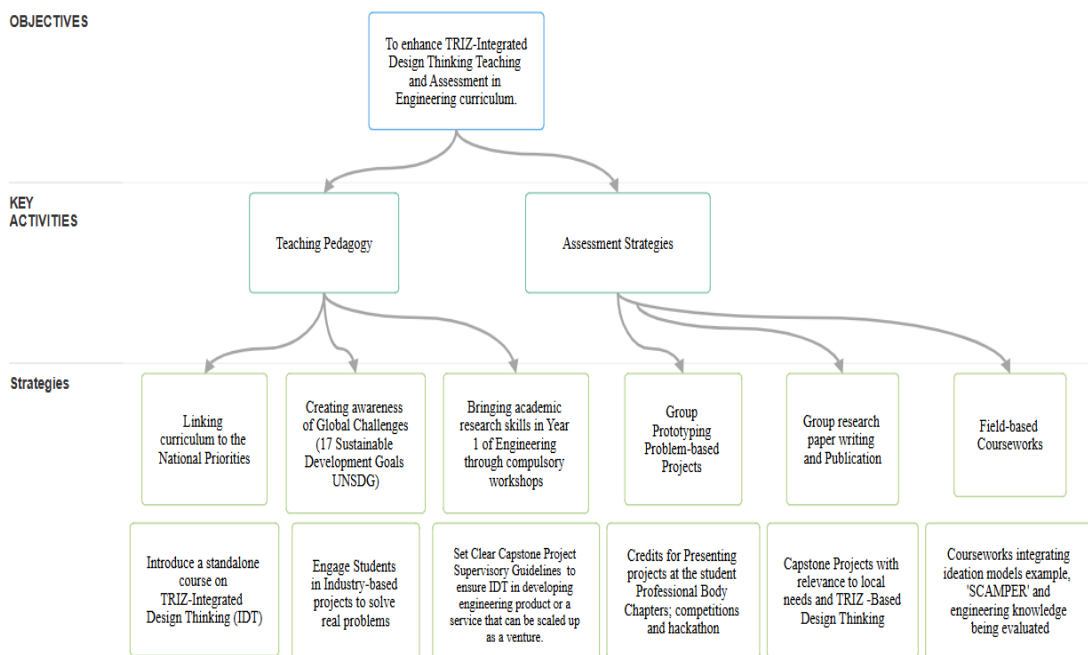 OBJECTIVES
To enhance TRIZ-Integrated
Design Thinking Teaching
and Assessment in
Engineering curriculum.
KEY
ACTIVITIES
Teaching Pedagogy
Assessment Strategies
Strategies
Linking
curriculum to the
National Priorities
Creating awareness
of Global Challenges
(17 Sustainable
Development Goals
UNSDG)
Bringing academic
research skills in Year
1 of Engineering
through compulsory
workshops
Group
Prototyping
Problem-based
Projects
Group research
paper writing
and Publication
Field-based
Courseworks
Introduce a standalone
course on
TRIZ-Integrated
Design Thinking (IDT)
Engage Students
in Industry-based
projects to solve
real problems
Set Clear Capstone Project
Supervisory Guidelines to
ensure IDT in developing
engineering product or a
service that can be scaled up
as a venture.
Credits for Presenting
projects at the student
Professional Body
Chapters; competitions
and hackathon
Capstone Projects with
relevance to local
needs and TRIZ -Based
Design Thinking
Courseworks integrating
ideation models example,
'SCAMPER' and
engineering knowledge
being evaluated